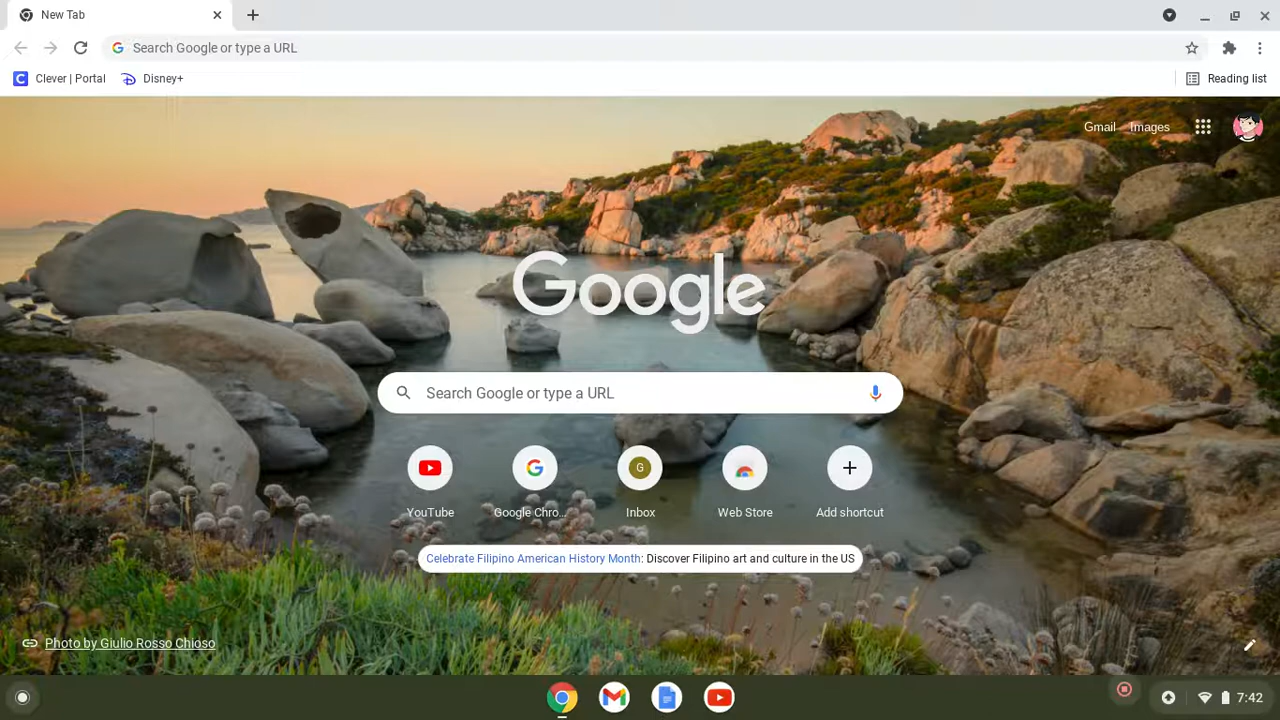 New Tab
Search Google or type a URL
Clever | Portal
Disney+
Reading list
Gmail
Images
Google
Search Google or type a URL
YouTube
Google Chro...
G
Inbox
Web Store
Add shortcut
Celebrate Filipino American History Month: Discover Filipino art and culture in the US
Photo by Giulio Rosso Chioso
7:42